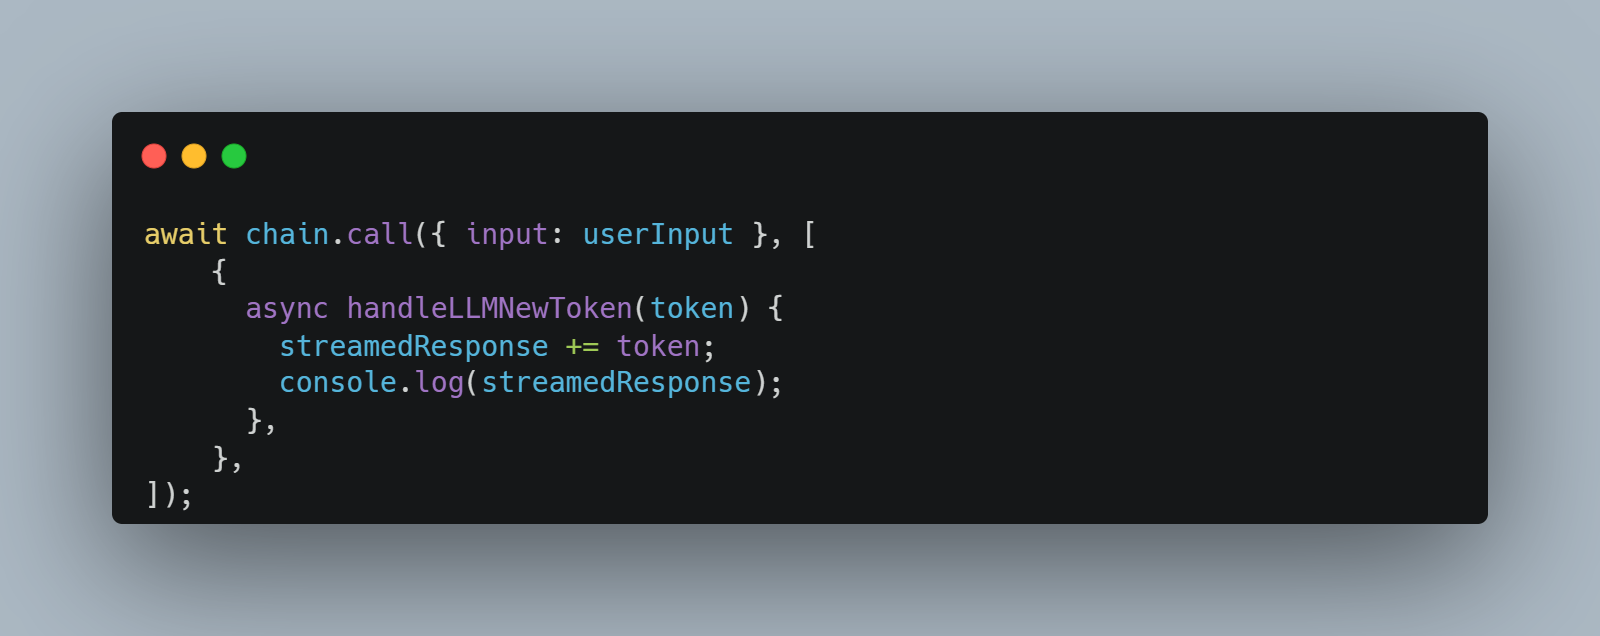 await chain.call({ input: userInput }, [
    {
      async handleLLMNewToken(token) {
        streamedResponse += token;
        console.log(streamedResponse);
      },
    },
]);